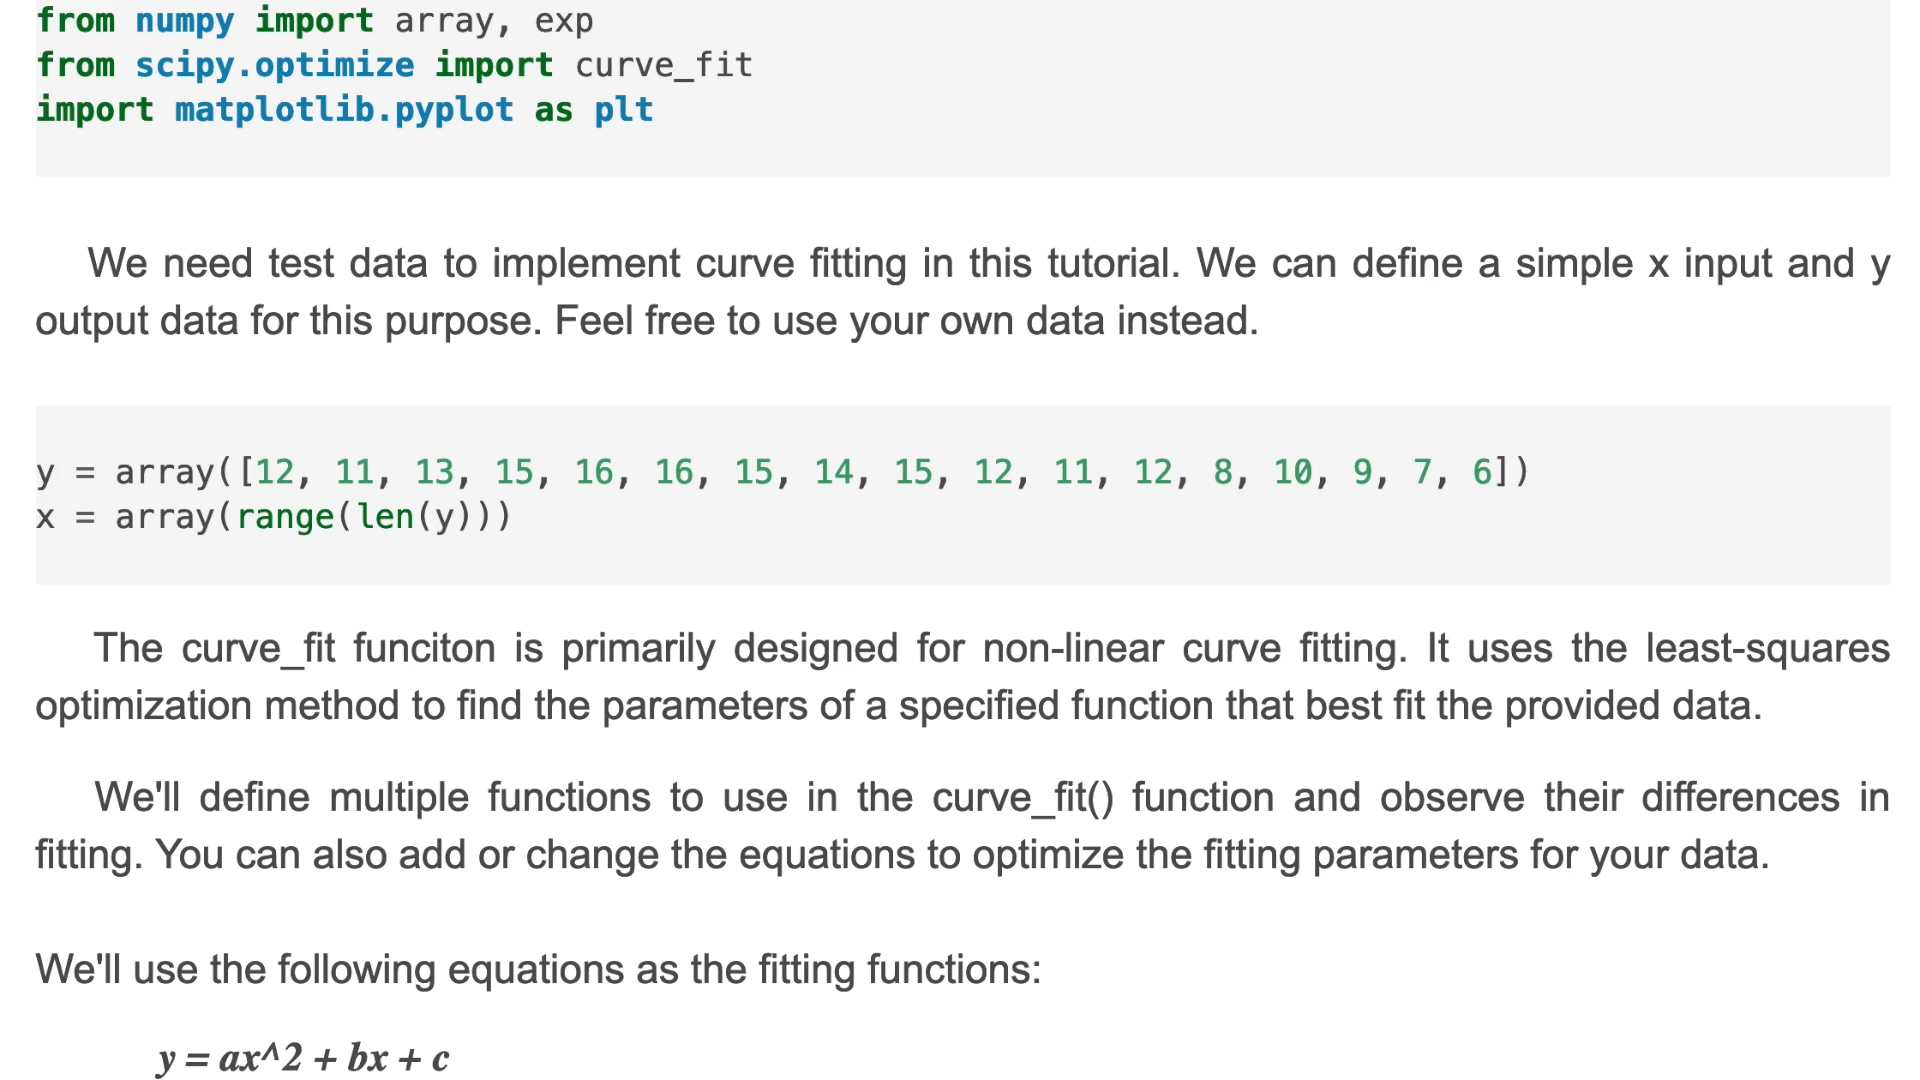 from numpy import array, exp
from scipy.optimize import curve_fit
import matplotlib.pyplot as plt
We need test data to implement curve fitting in this tutorial. We can define a simple x input and y
output data for this purpose. Feel free to use your own data instead.
y = array([12, 11, 13, 15, 16, 16, 15, 14, 15, 12, 11, 12, 8, 10, 9, 7, 6])
x = array(range(len(y)))
The curve_fit funciton is primarily designed for non-linear curve fitting. It uses the least-squares
optimization method to find the parameters of a specified function that best fit the provided data.
We'll define multiple functions to use in the curve_fit() function and observe their differences in
fitting. You can also add or change the equations to optimize the fitting parameters for your data.
We'll use the following equations as the fitting functions:
y = ax^2 + bx + c